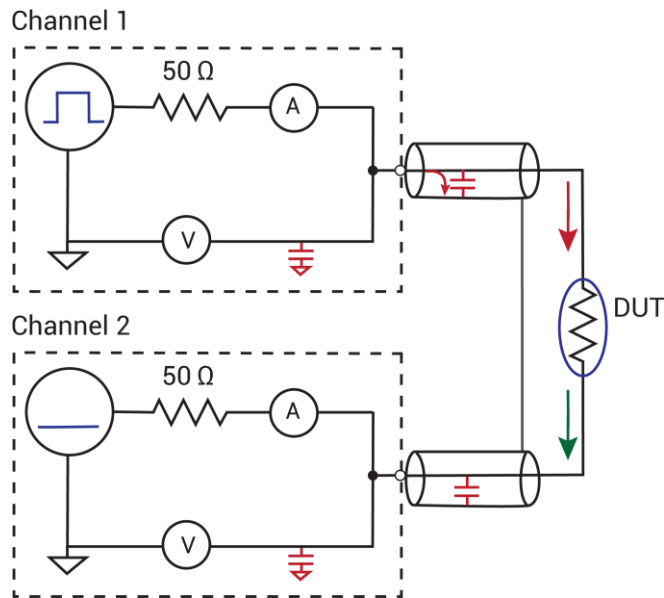 Channel 1
50 Ω
A
V
DUT
Channel 2
50 Ω
A
V